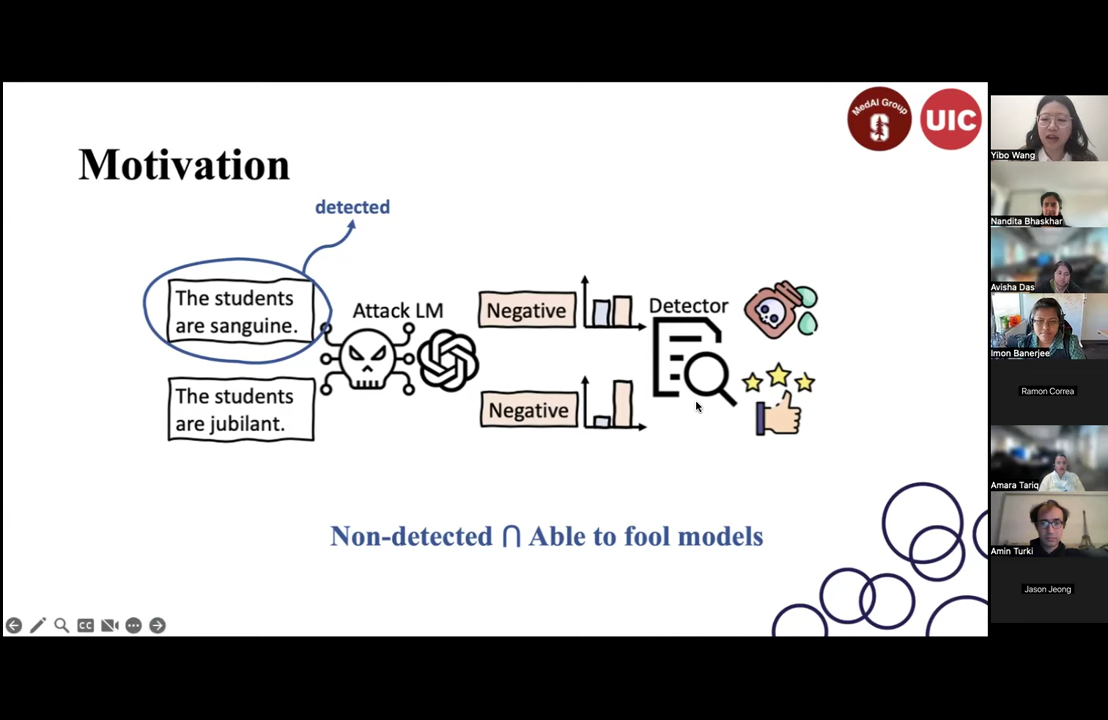 MedAI Group
S
UIC
Motivation
detected
The students
are sanguine.
Attack LM
Negative
Detector
The students
are jubilant.
Negative
Non-detected ∩ Able to fool models
CC
Yibo Wang
Nandita Bhaskhar
Avisha Das
Imon Banerjee
Ramon Correa
Amara Tariq
Amin Turki
Jason Jeong